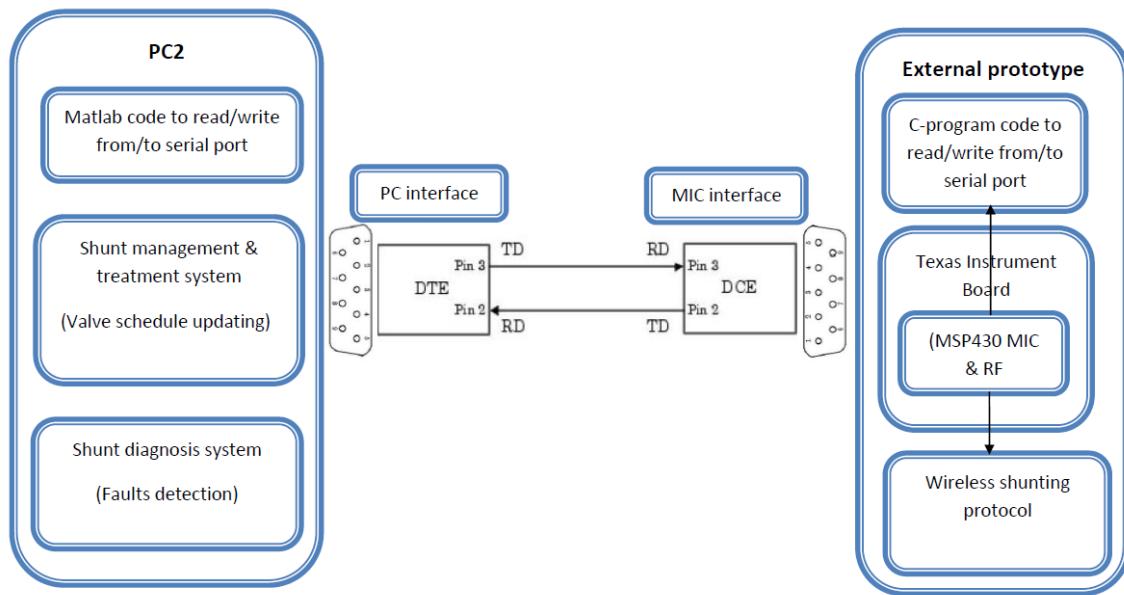 PC2
Matlab code to read/write
from/to serial port
Shunt management &
treatment system
(Valve schedule updating)
Shunt diagnosis system
(Faults detection)
PC interface
MIC interface
TD
RD
Pin 3
Pin 3
DTE
DCE
Pin 2
Pin 2
RD
TD
External prototype
C-program code to
read/write from/to
serial port
Texas Instrument
Board
(MSP430 MIC
& RF
Wireless shunting
protocol